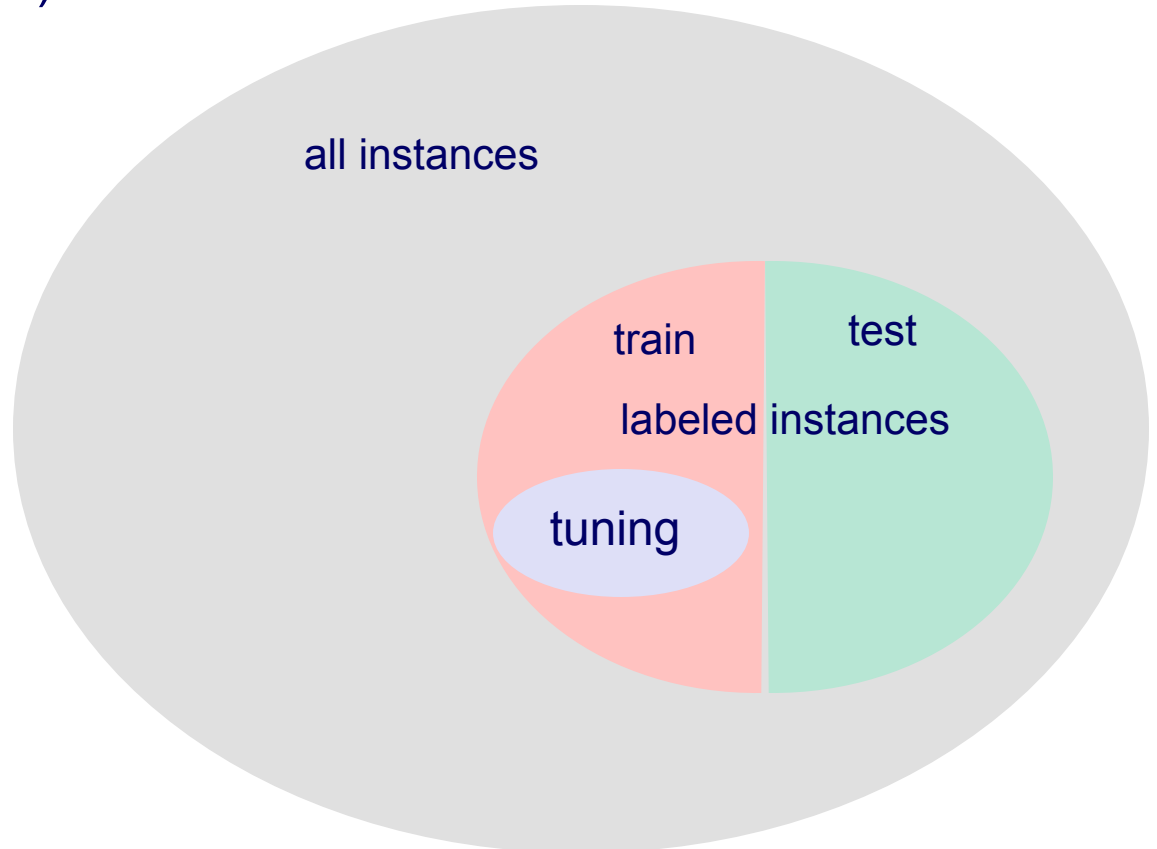 )
all instances
train
test
labeled instances
tuning